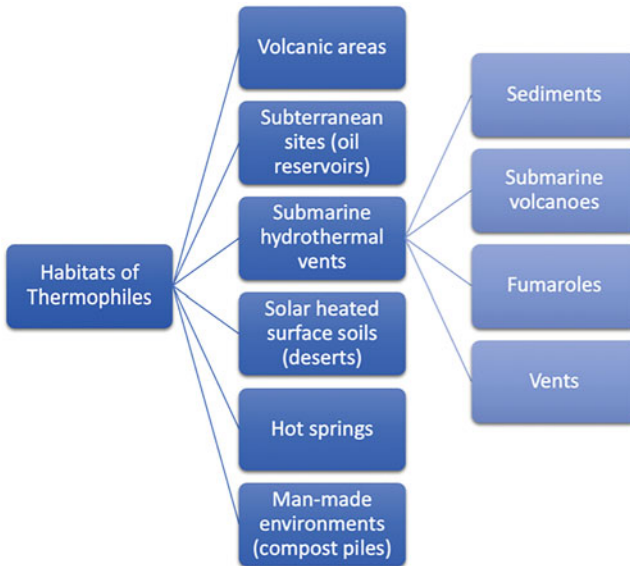 Habitats of
Thermophiles
Volcanic areas
Subterranean
sites (oil
reservoirs)
Submarine
hydrothermal
vents
Solar heated
surface soils
(deserts)
Hot springs
Man-made
environments
(compost piles)
Sediments
Submarine
volcanoes
Fumaroles
Vents